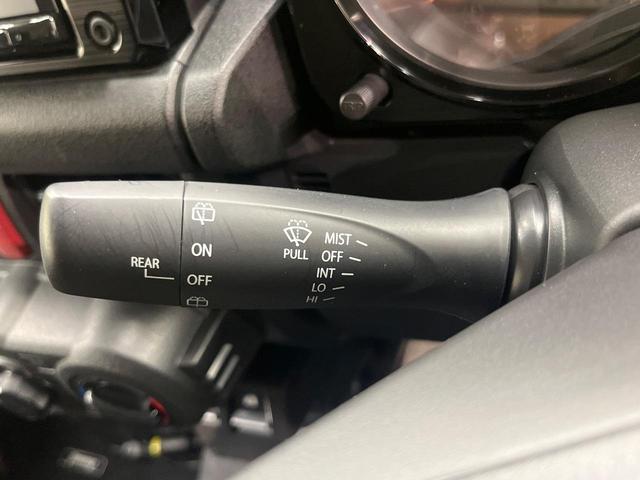 REAR
ON
OFF
PULL
MIST
OFF
INT
LO
HI